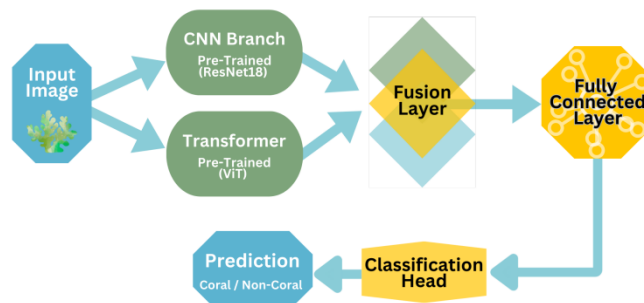 Input
Image
CNN Branch
Pre-Trained
(ResNet18)
Transformer
Pre-Trained
(ViT)
Fusion
Layer
Fully
Connected
Layer
Classification
Head
Prediction
Coral / Non-Coral